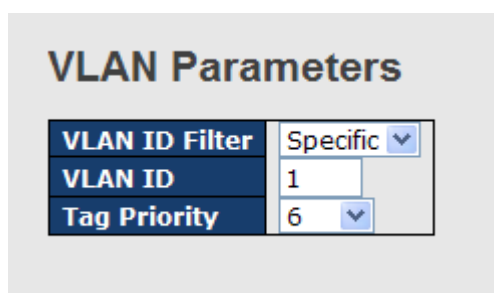 VLAN Parameters
VLAN ID Filter Specific
VLAN ID 1
Tag Priority 6